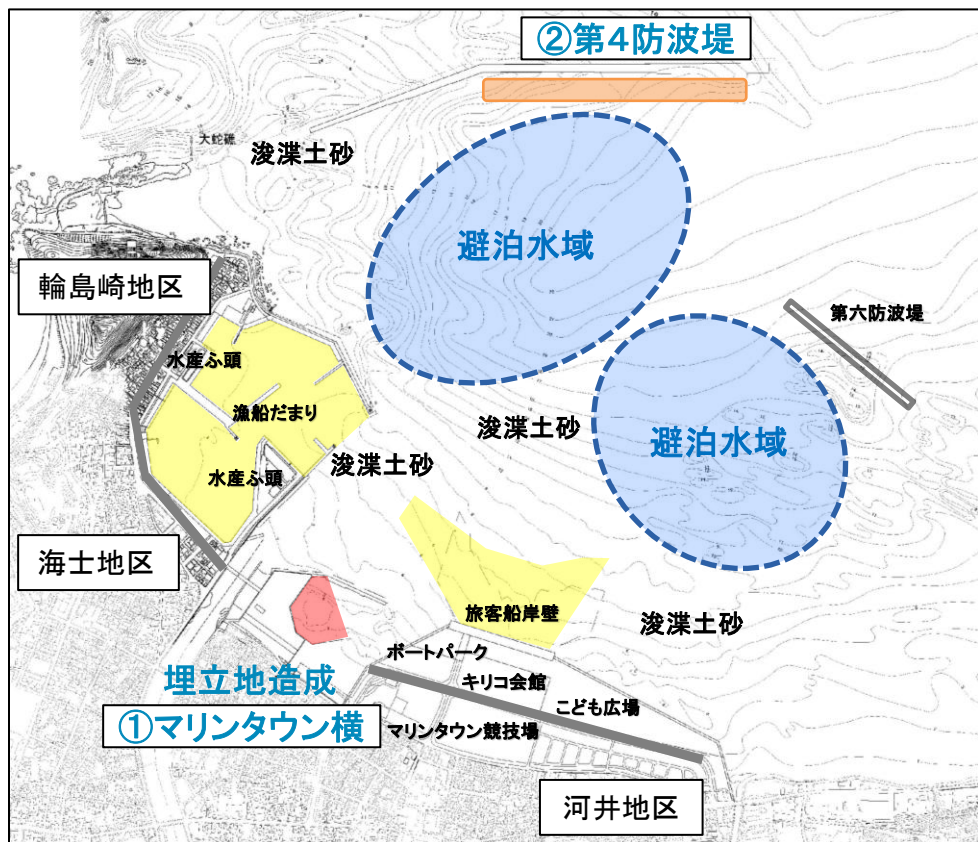 ②第4防波堤
大蛇礁
浚渫土砂
避泊水域
輪島崎地区
第六防波堤
水産ふ頭
漁船だまり
浚渫土砂
避泊水域
浚渫土砂
水産ふ頭
海士地区
旅客船岸壁
浚渫土砂
ボートパーク
埋立地造成
キリコ会館
こども広場
①マリンタウン横
マリンタウン競技場
河井地区